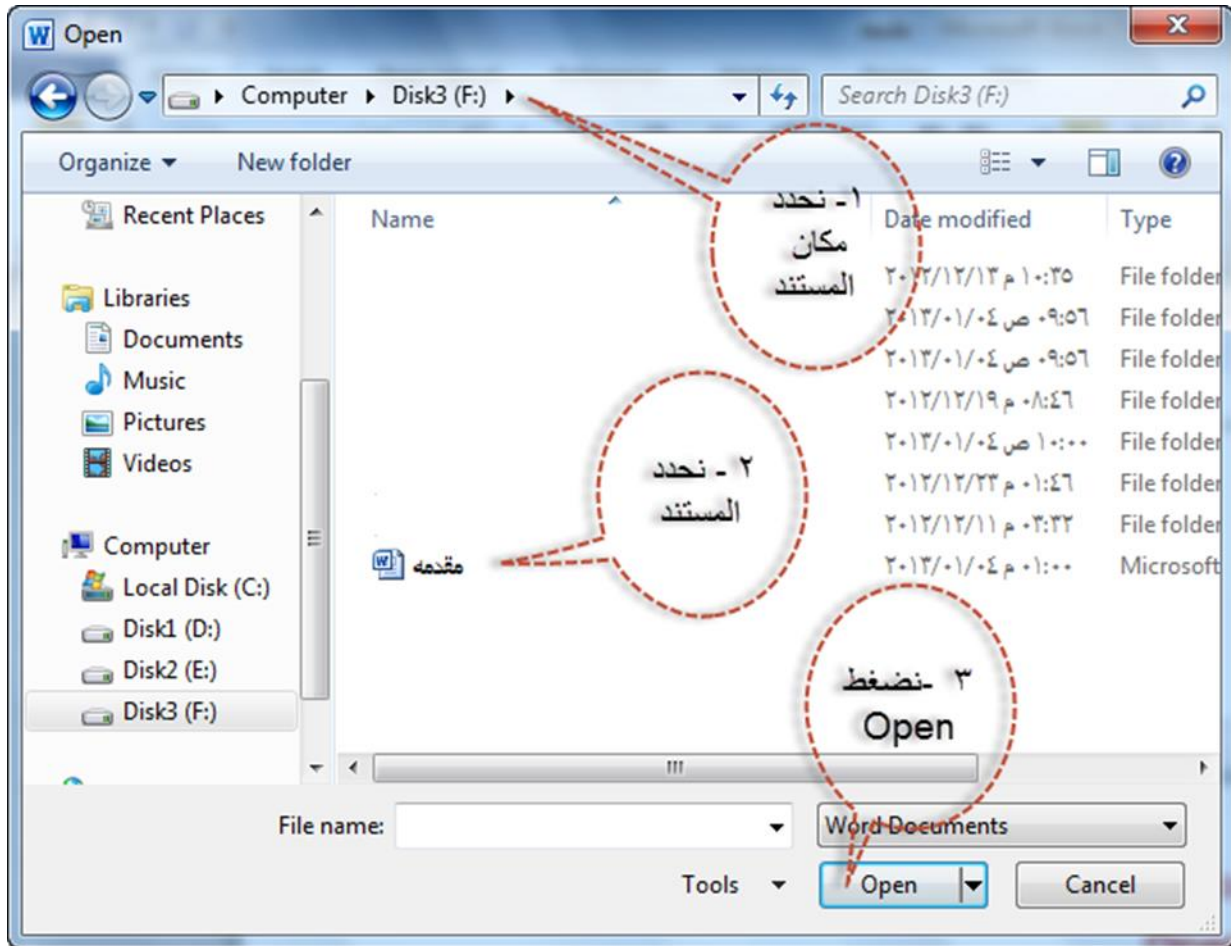 Open
Computer ▸ Disk3 (F:) ▸
Search Disk3 (F:)
Organize
New folder
Recent Places
Libraries
Documents
Music
Pictures
Videos
Computer
Local Disk (C:)
Disk1 (D:)
Disk2 (E:)
Disk3 (F:)
Name
Date modified
Type
١- نحدد
مكان
المستند
٢٠١٢/١٢/١٣ م ١٠:٣٥
File folder
٢٠١٣/٠١/٠٤ ص ٠٩:٥٦
File folder
٢٠١٣/٠١/٠٤ ص ٠٩:٥٦
File folder
٢٠١٢/١٢/١٩ م ٠٨:٤٦
File folder
٢٠١٣/٠١/٠٤ ص ١٠:٠٠
File folder
٢٠١٢/١٢/٢٣ م ٠١:٤٦
File folder
٢٠١٢/١٢/١١ م ٠٣:٣٢
File folder
مقدمه
٢٠١٣/٠١/٠٤ م ٠١:٠٠
Microsoft
٢ - نحدد
المستند
٣ -نضغط
Open
File name:
Word Documents
Tools
Open
Cancel